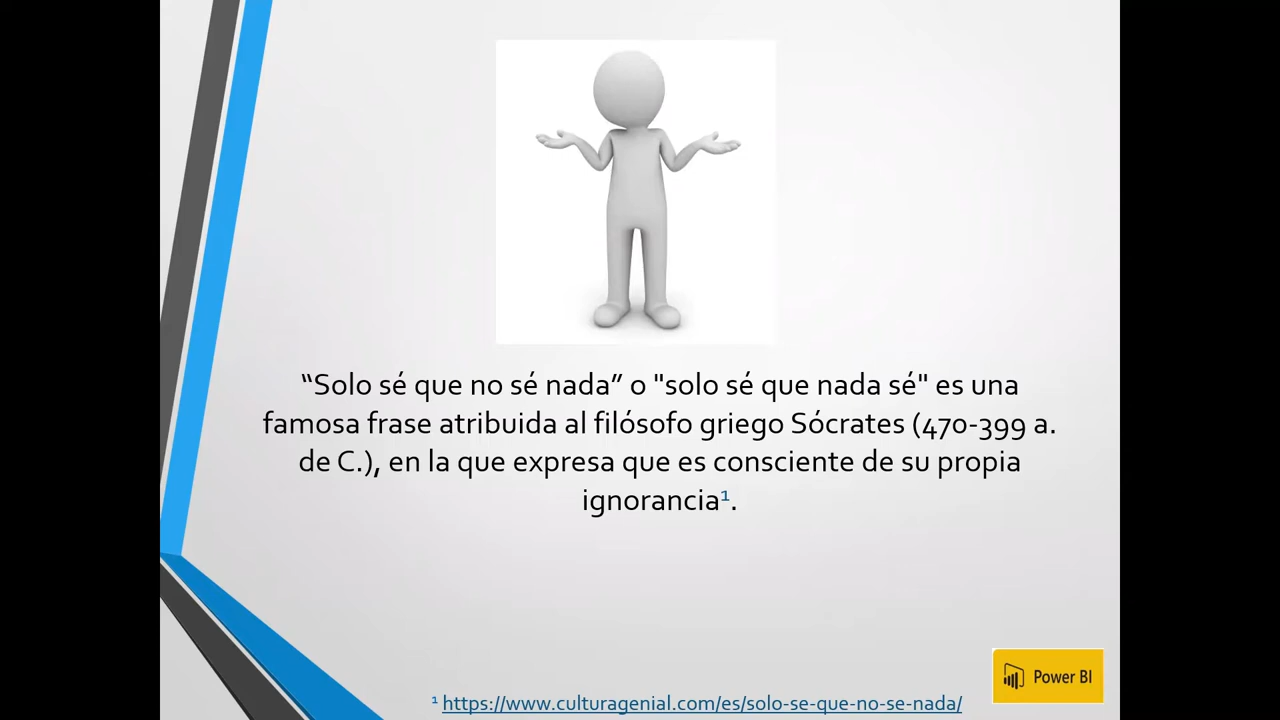 “Solo sé que no sé nada” o "solo sé que nada sé" es una
famosa frase atribuida al filósofo griego Sócrates (470-399 a.
de C.), en la que expresa que es consciente de su propia
ignorancia¹.
Power BI
¹ https://www.culturagenial.com/es/solo-se-que-no-se-nada/